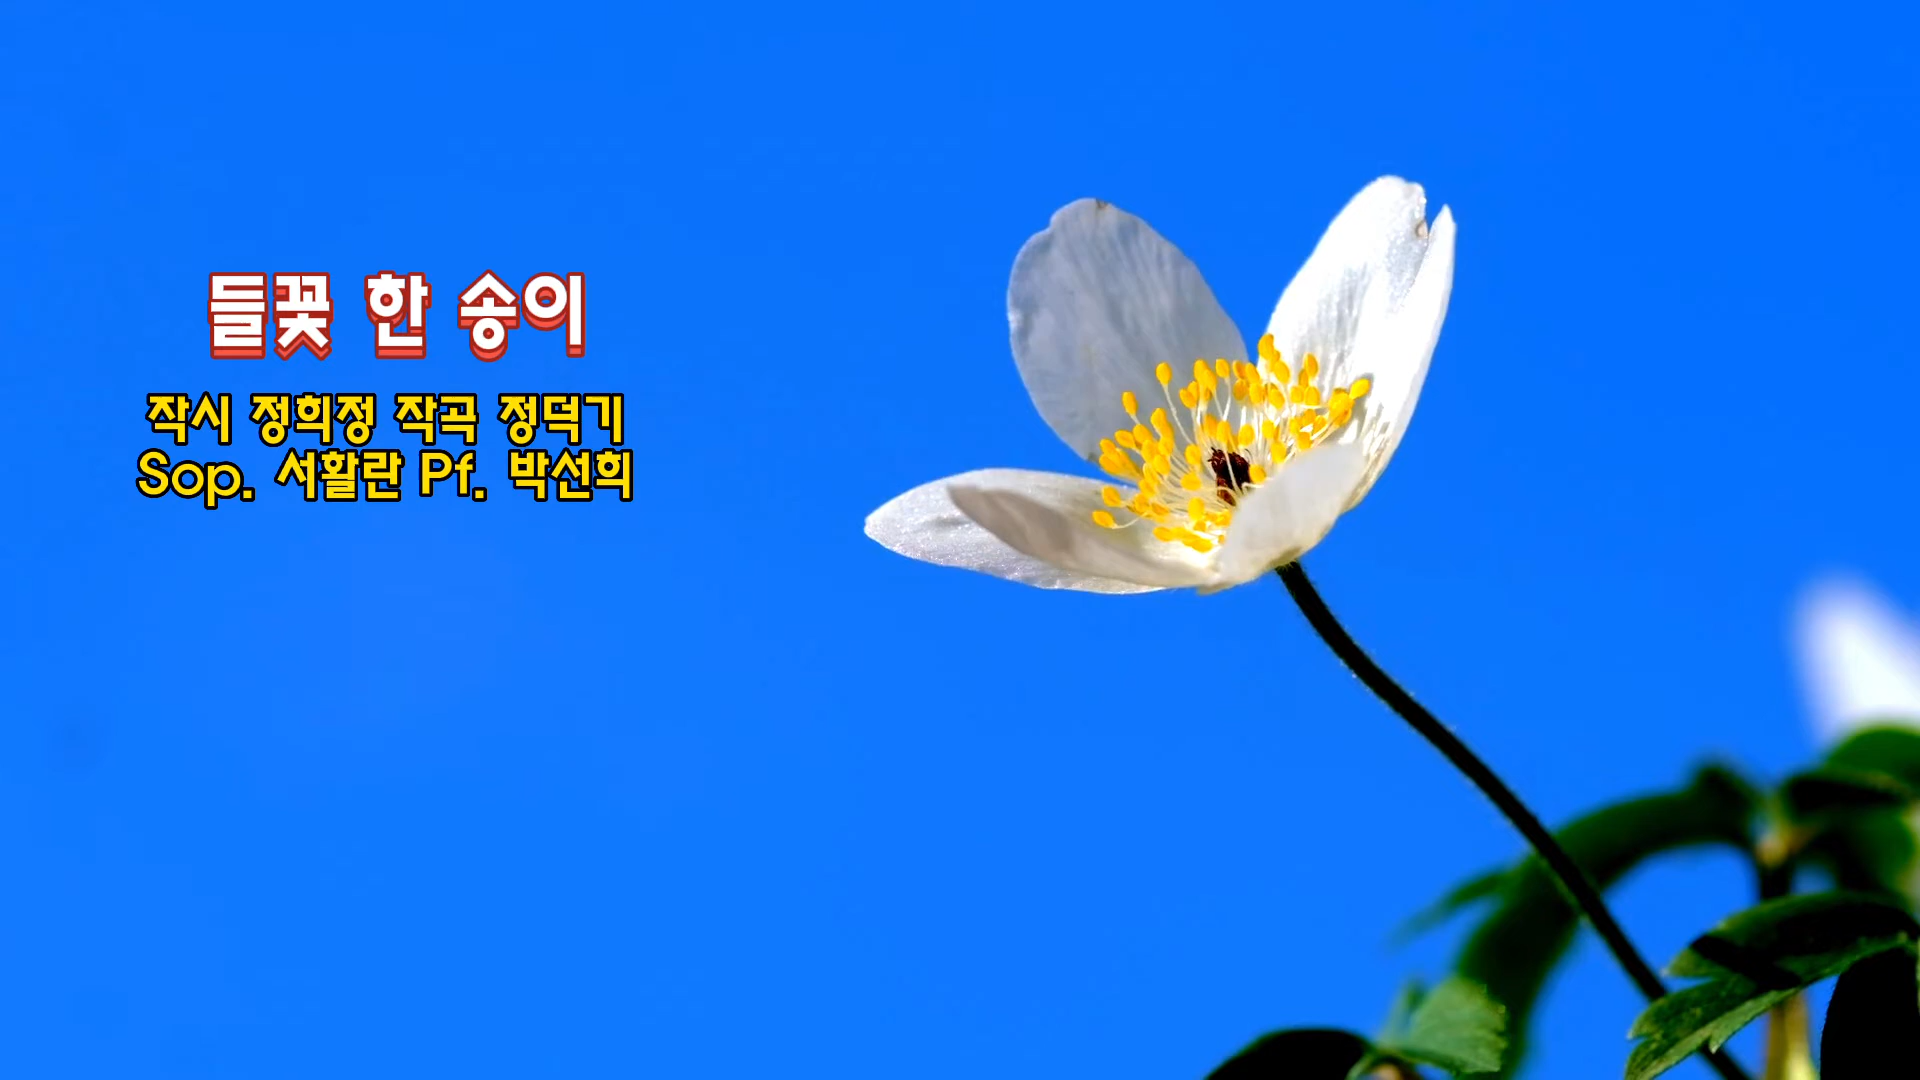 들꽃 한 송이
작시 정희정 작곡 정덕기
Sop. 서활란 Pf. 박선희